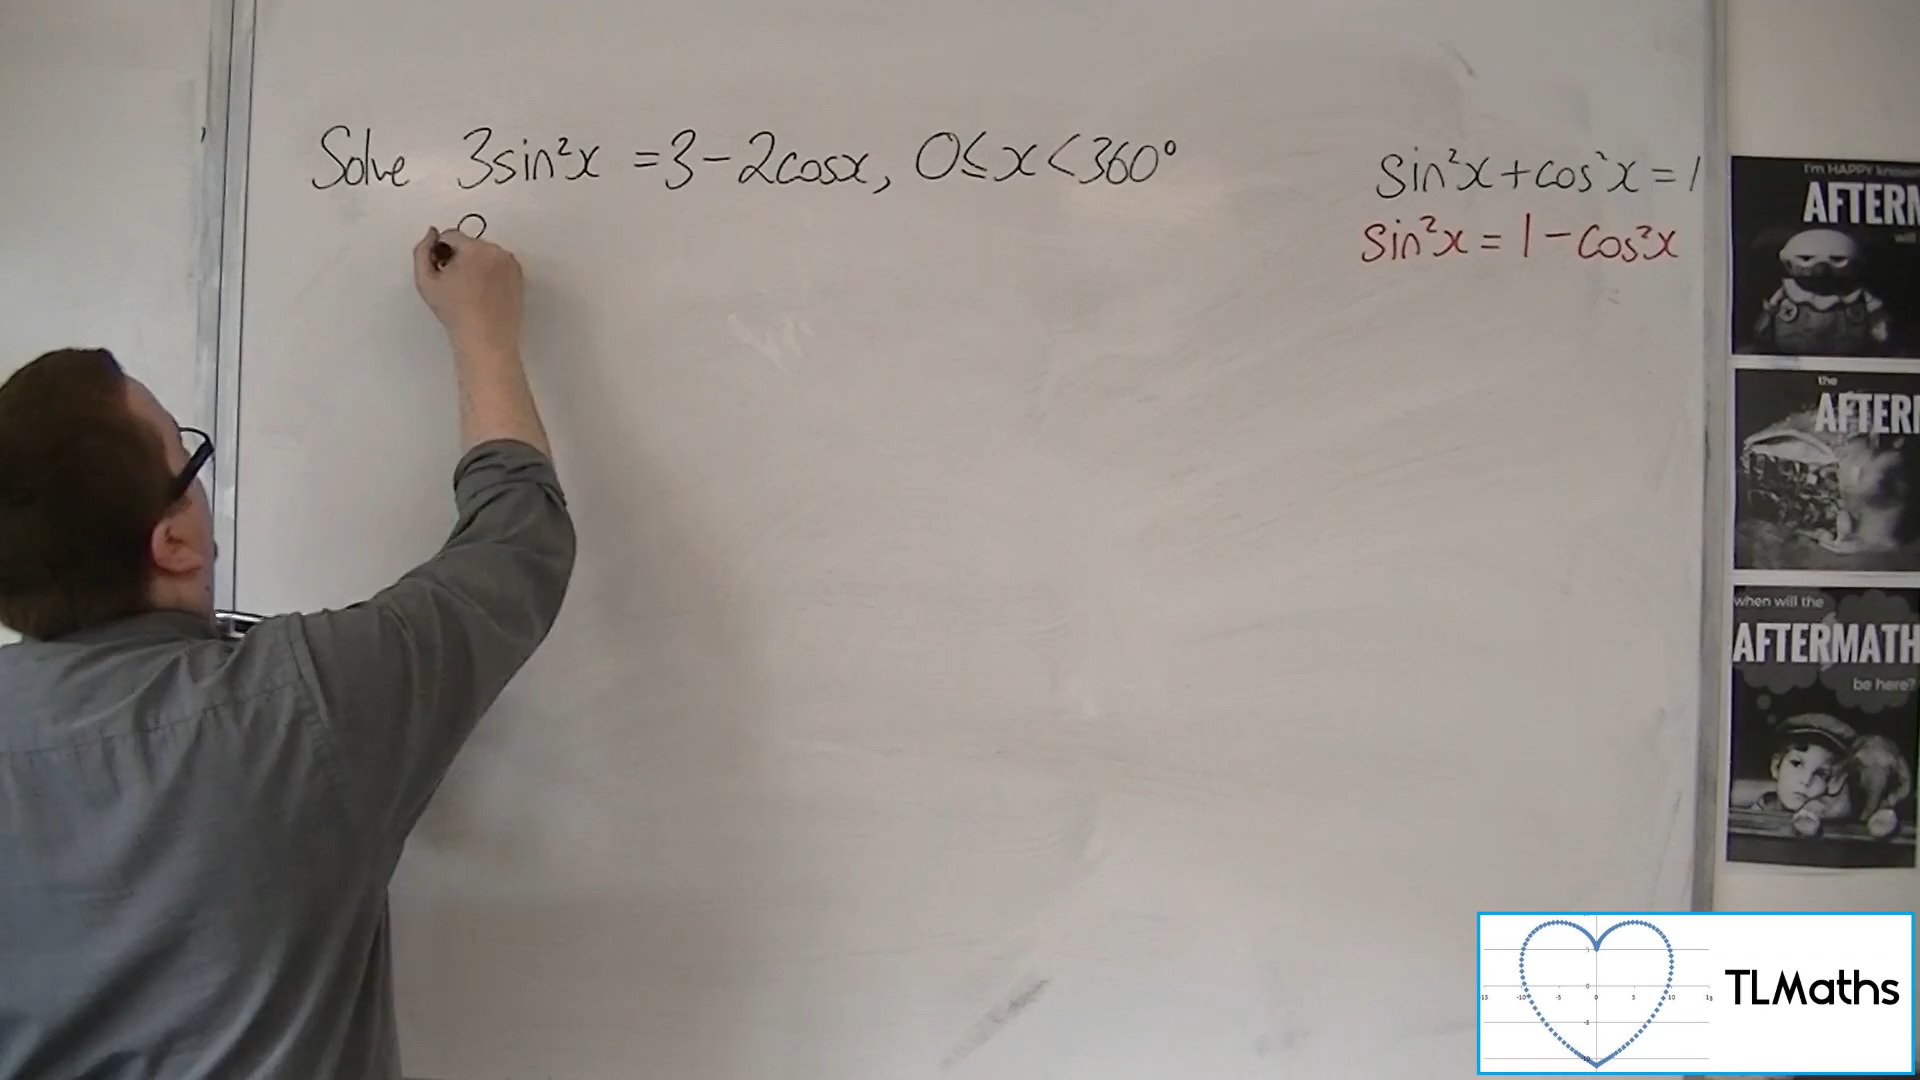 Solve 3sin²x = 3 - 2cosx, 0 ≤ x < 360°
sin²x + cos²x = 1
sin²x = 1 - cos²x
I'm HAPPY
AFTERM
will
the
AFTER
when will the
AFTERMATH
be here?
TLMaths